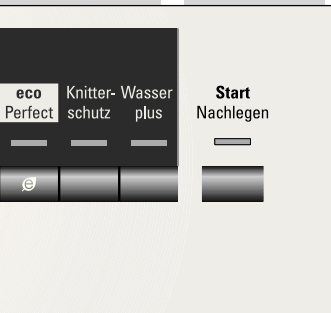 eco
Perfect
Knitter-
schutz
Wasser
plus
Start
Nachlegen